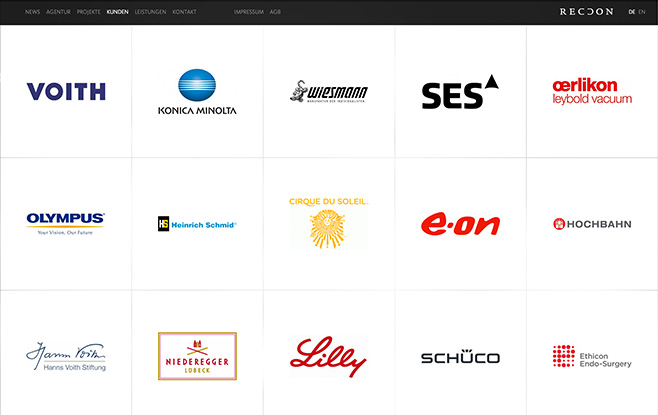 NEWS AGENTUR PROJEKTE KUNDEN LEISTUNGEN KONTAKT IMPRESSUM AGB RECCON DE EN
VOITH
KONICA MINOLTA
WIESMANN
MANUFAKTUR DER INDIVIDUALISTEN
SES
œrlikon
leybold vacuum
OLYMPUS
Your Vision, Our Future
HS Heinrich Schmid®
CIRQUE DU SOLEIL
e·on
HOCHBAHN
Hanns Voith
Hanns Voith Stiftung
NIEDEREGGER
LÜBECK
Lilly
SCHÜCO
Ethicon
Endo-Surgery